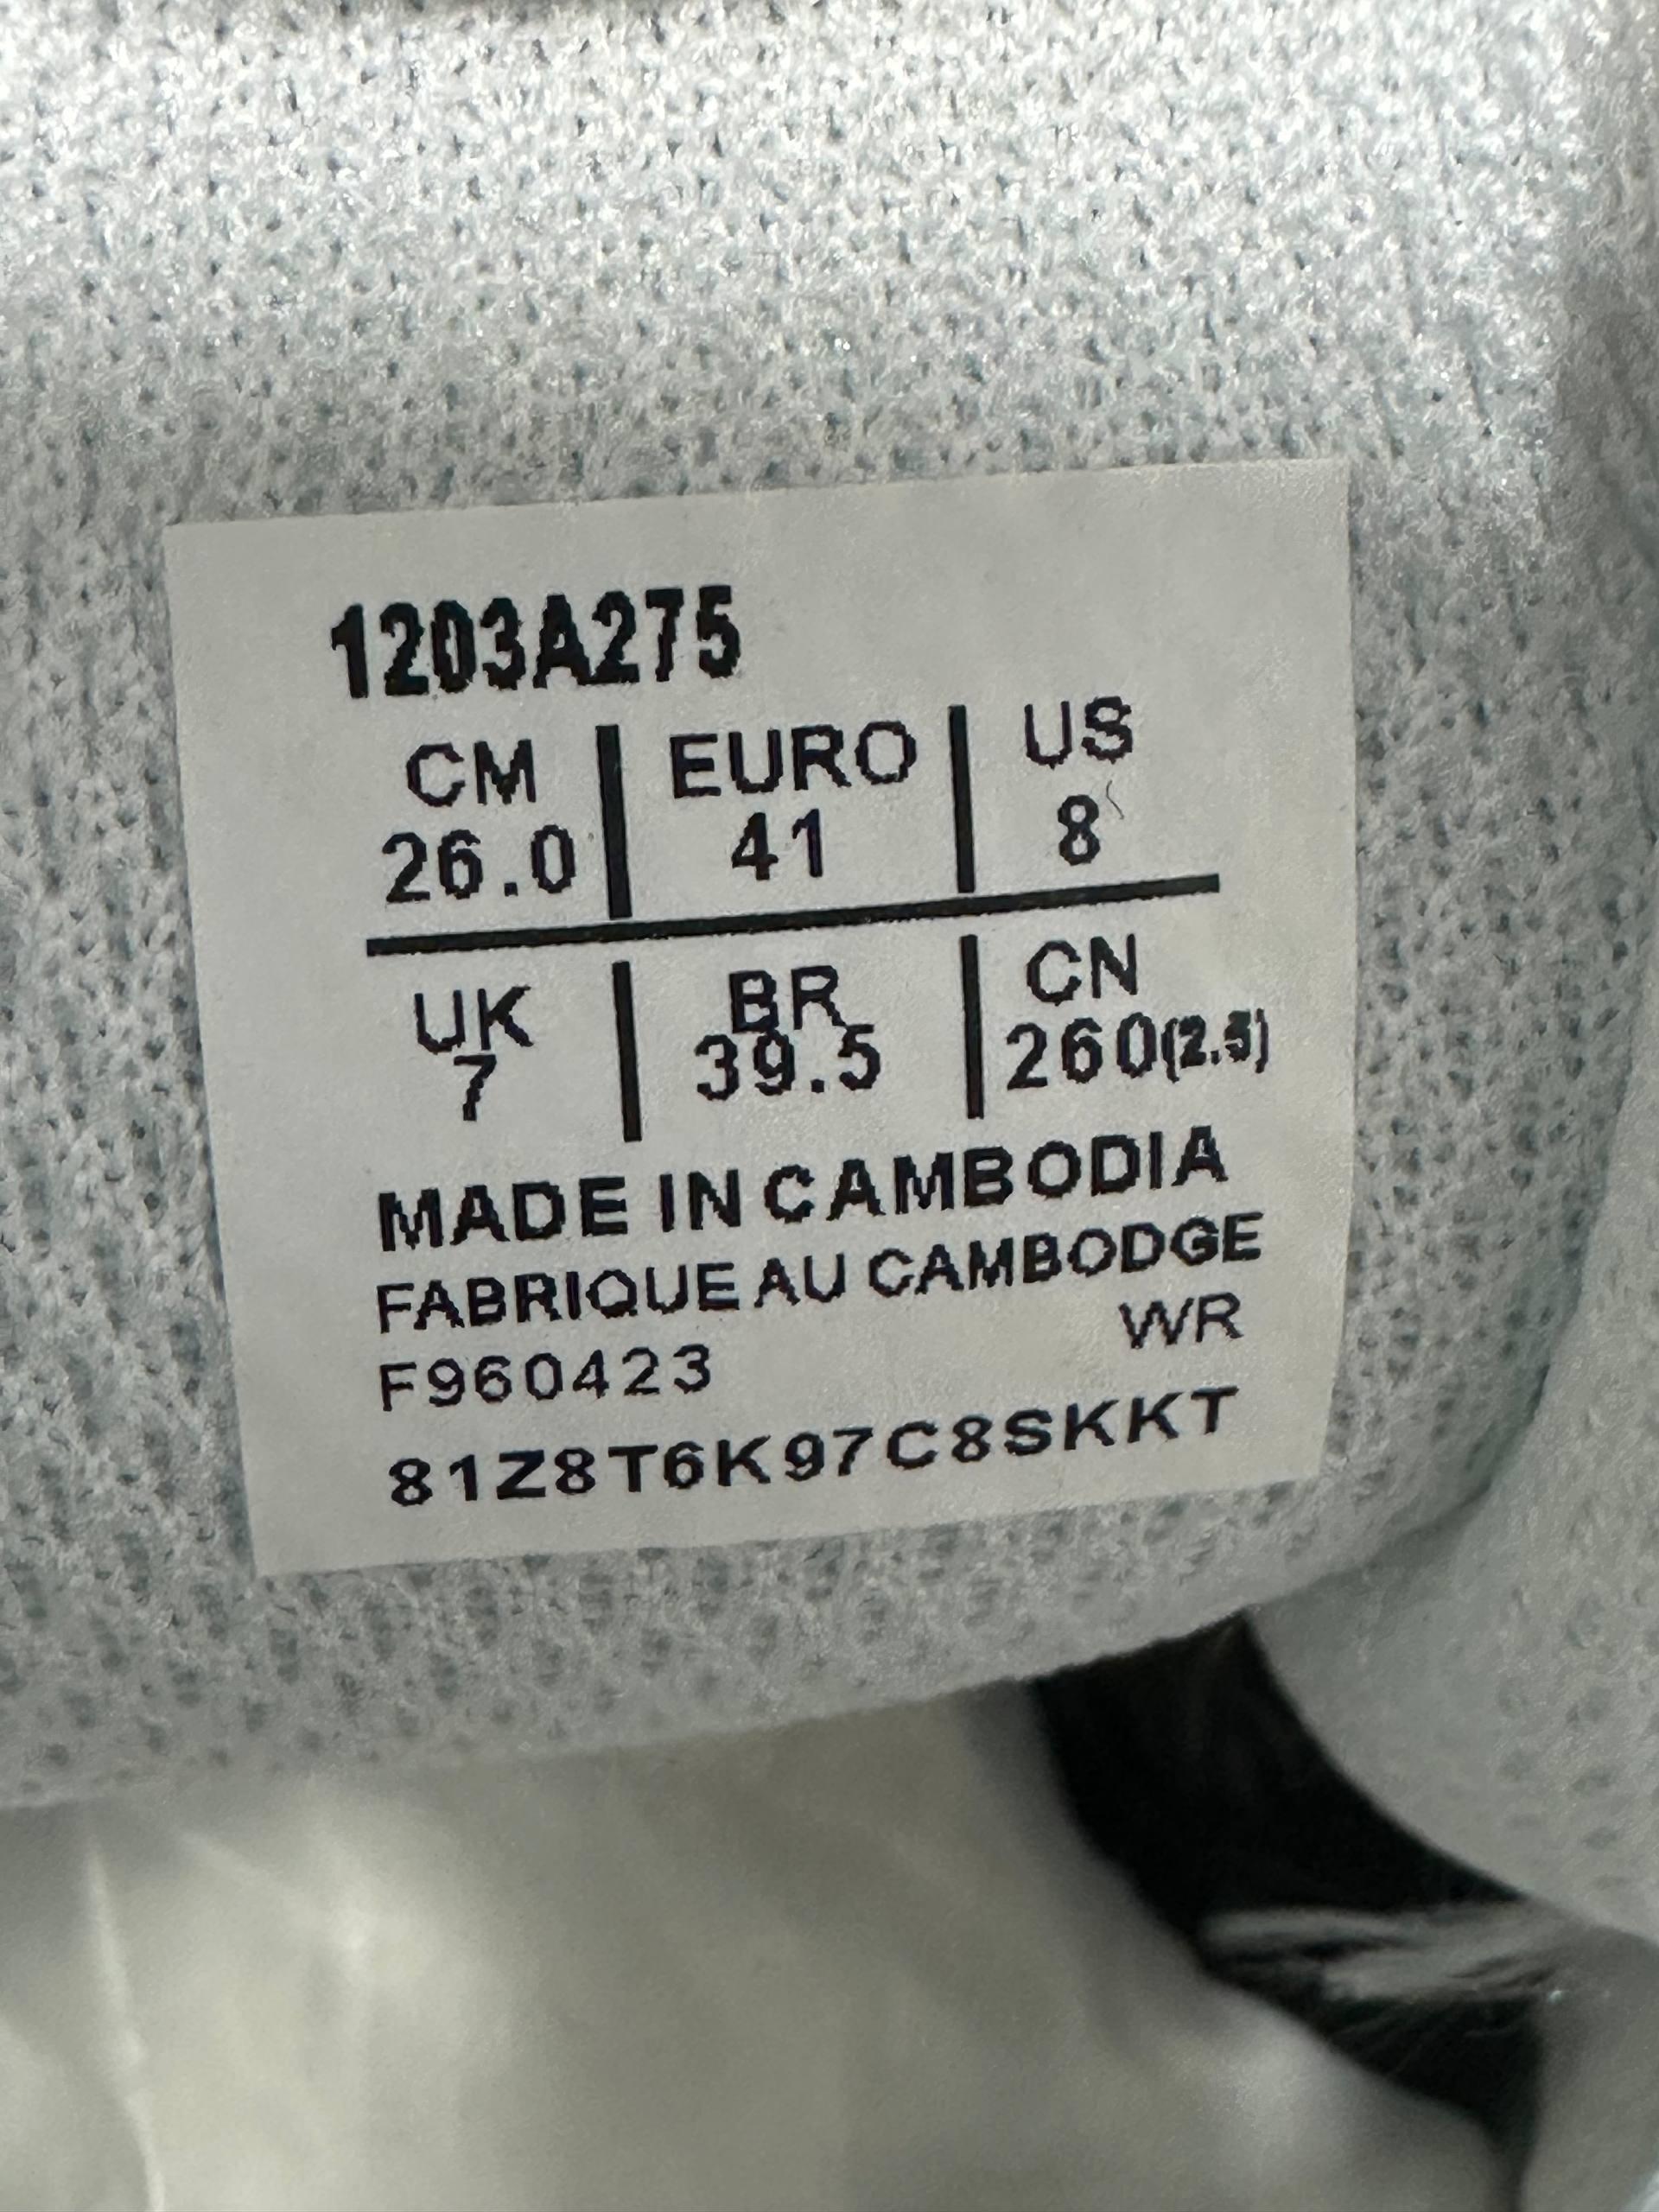 1203A275
CM EURO US
26.0 41 8
UK BR CN
7 39.5 260(2.5)
MADE IN CAMBODIA
FABRIQUE AU CAMBODGE
F960423 WR
81Z8T6K97C8SKKT